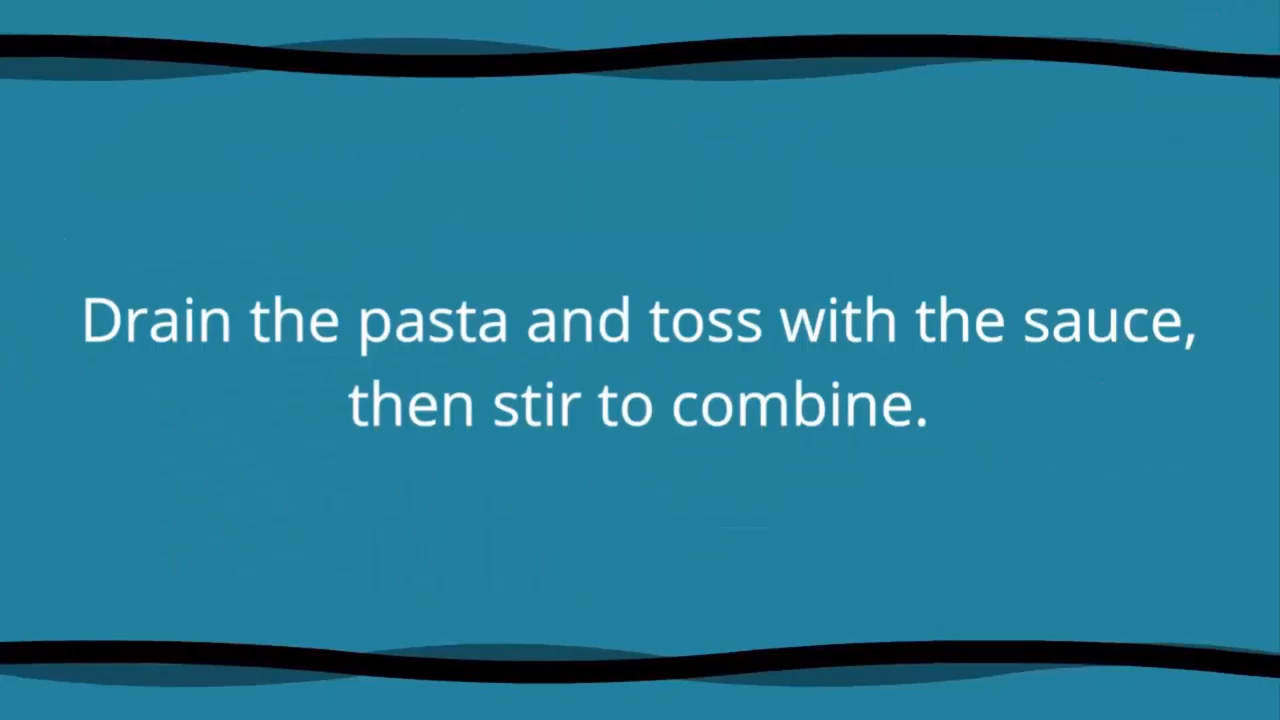 Drain the pasta and toss with the sauce,
then stir to combine.